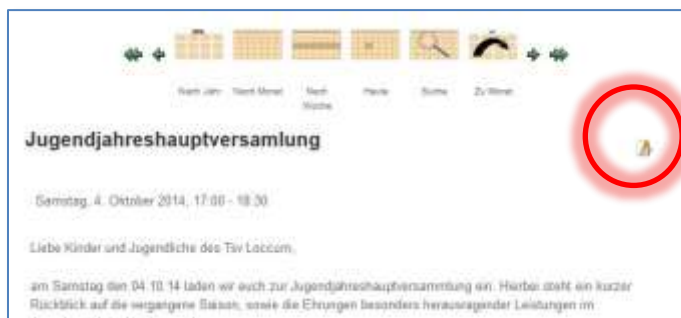 Nach Jahr Nach Monat Nach Woche Heute Suche Zu Monat
Jugendjahreshauptversamlung
Samstag, 4. Oktober 2014, 17:00 - 18:30
Liebe Kinder und Jugendliche des Tsv Loccum,
am Samstag den 04.10.14 laden wir euch zur Jugendjahreshauptversammlung ein. Hierbei steht ein kurzer
Rückblick auf die vergangene Saison, sowie die Ehrungen besonders herausragender Leistungen im